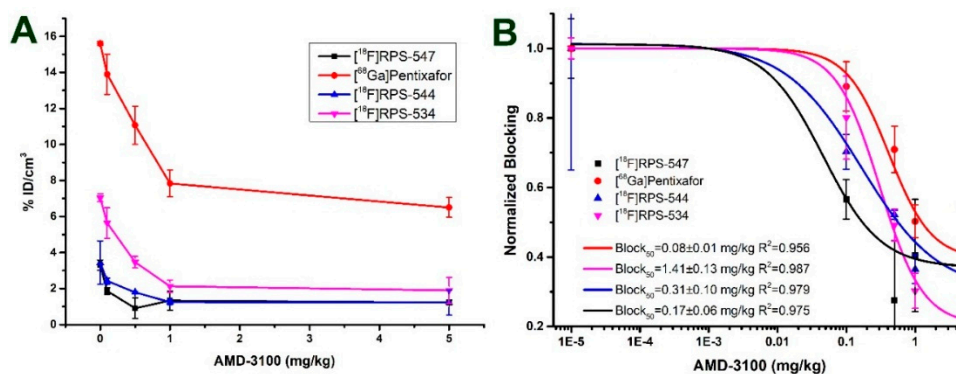 A
16
14
12
10
8
6
4
2
0
% ID/cm³
0
1
2
3
4
5
AMD-3100 (mg/kg)
[¹⁸F]RPS-547
[⁶⁸Ga]Pentixafor
[¹⁸F]RPS-544
[¹⁸F]RPS-534
B
1.0
0.8
0.6
0.4
0.2
Normalized Blocking
1E-5
1E-4
1E-3
0.01
0.1
1
AMD-3100 (mg/kg)
[¹⁸F]RPS-547
[⁶⁸Ga]Pentixafor
[¹⁸F]RPS-544
[¹⁸F]RPS-534
Block₅₀=0.08±0.01 mg/kg R²=0.956
Block₅₀=1.41±0.13 mg/kg R²=0.987
Block₅₀=0.31±0.10 mg/kg R²=0.979
Block₅₀=0.17±0.06 mg/kg R²=0.975